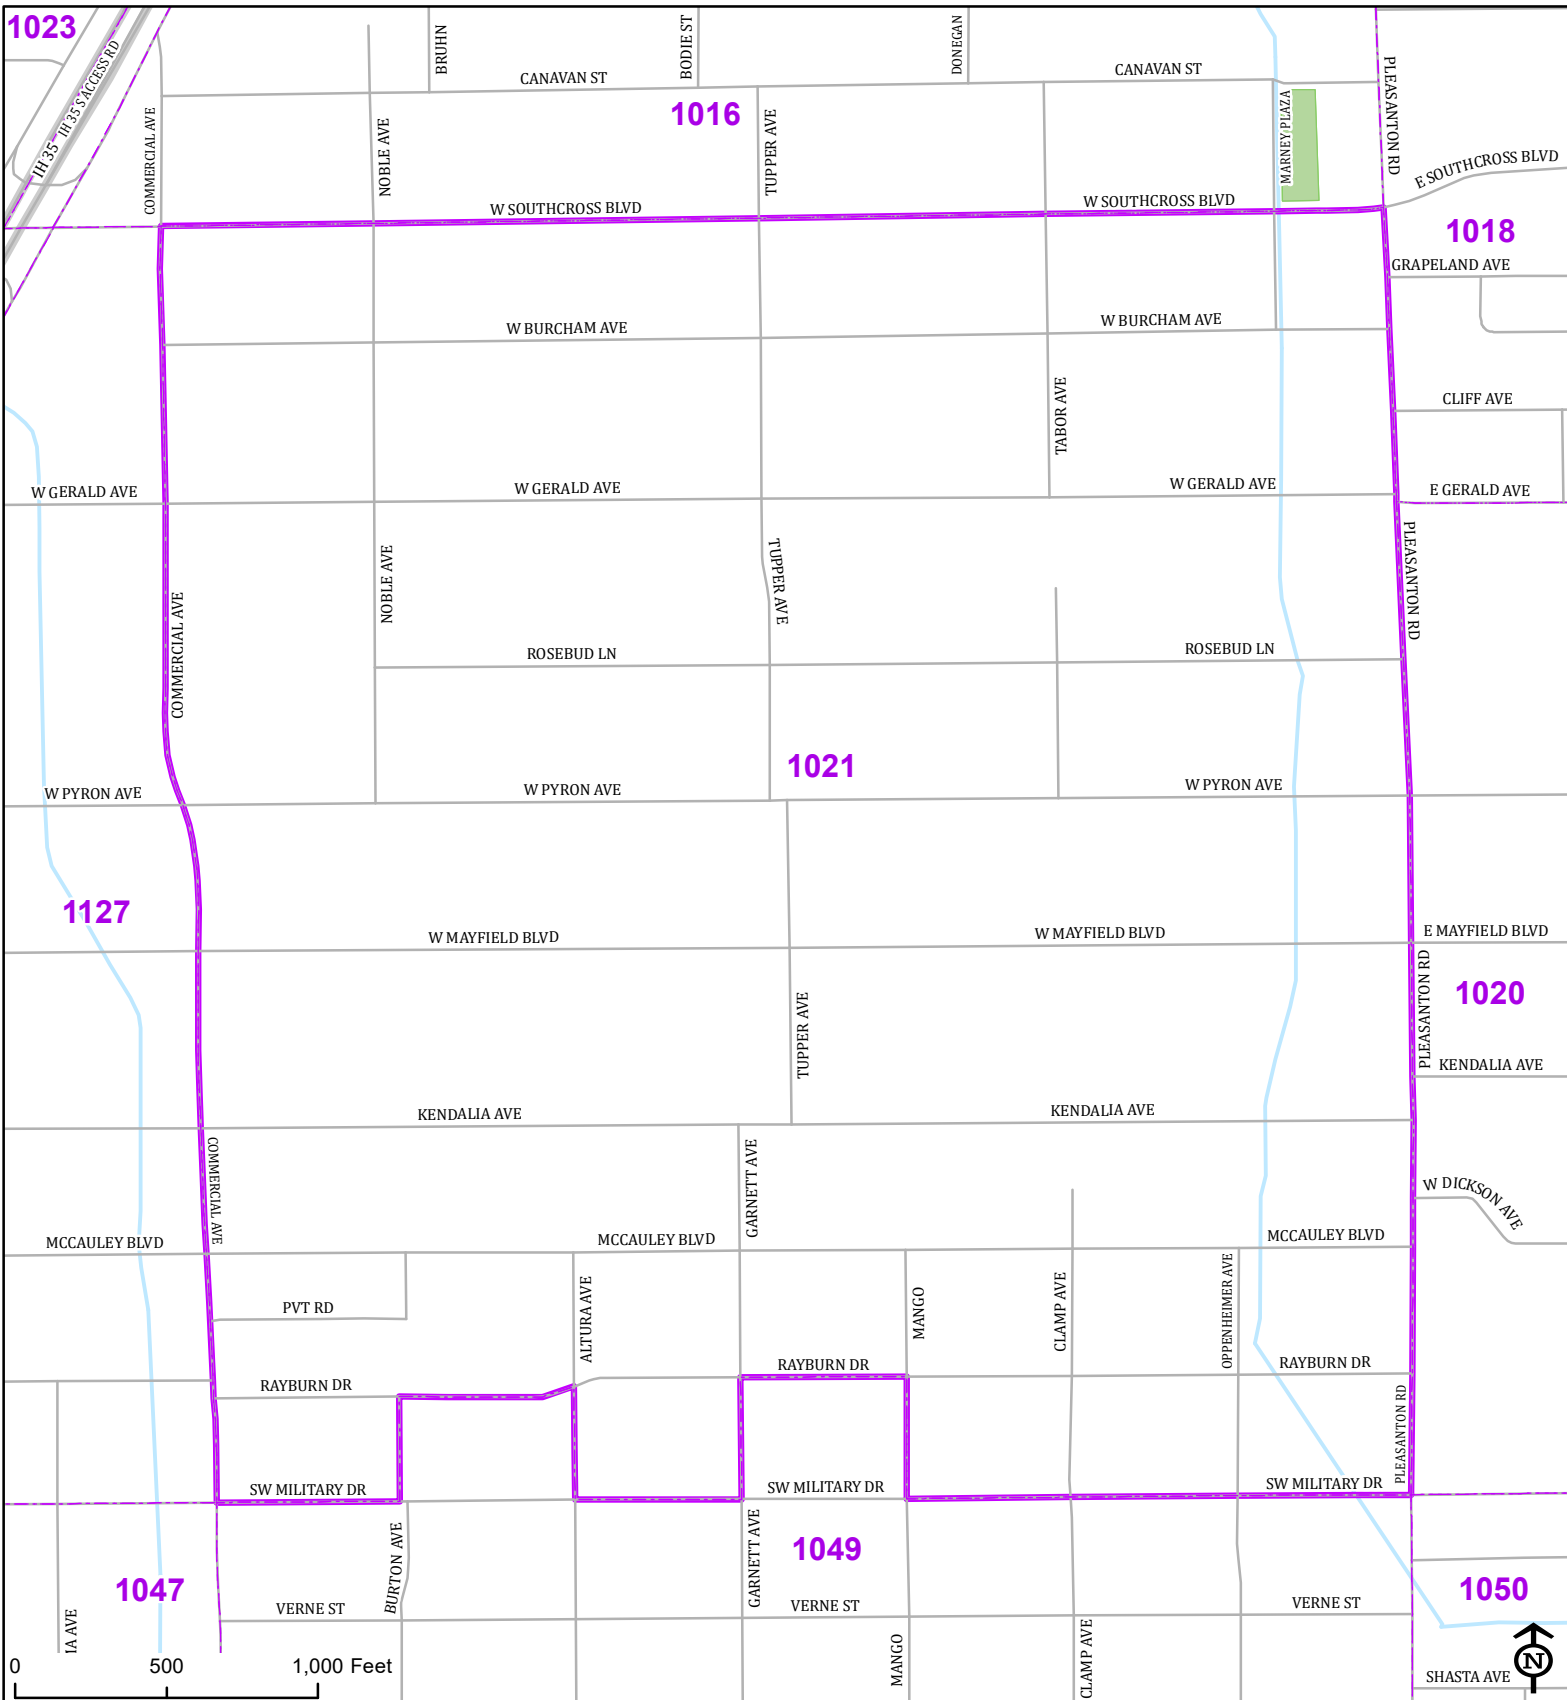 1023
IH 35
IH 35 S ACCESS RD
BRUHN
BODIE ST
DONEGAN
CANAVAN ST
CANAVAN ST
1016
COMMERCIAL AVE
NOBLE AVE
TUPPER AVE
MARNEY PLAZA
PLEASANTON RD
E SOUTHCROSS BLVD
W SOUTHCROSS BLVD
W SOUTHCROSS BLVD
1018
GRAPELAND AVE
W BURCHAM AVE
W BURCHAM AVE
TABOR AVE
CLIFF AVE
W GERALD AVE
W GERALD AVE
W GERALD AVE
E GERALD AVE
COMMERCIAL AVE
NOBLE AVE
TUPPER AVE
PLEASANTON RD
ROSEBUD LN
ROSEBUD LN
1021
W PYRON AVE
W PYRON AVE
W PYRON AVE
1127
W MAYFIELD BLVD
W MAYFIELD BLVD
E MAYFIELD BLVD
TUPPER AVE
PLEASANTON RD
1020
KENDALIA AVE
KENDALIA AVE
KENDALIA AVE
COMMERCIAL AVE
GARNETT AVE
W DICKSON AVE
MCCAULEY BLVD
MCCAULEY BLVD
MCCAULEY BLVD
PVT RD
ALTURA AVE
MANGO
CLAMP AVE
OPPENHEIMER AVE
RAYBURN DR
RAYBURN DR
RAYBURN DR
PLEASANTON RD
SW MILITARY DR
SW MILITARY DR
SW MILITARY DR
BURTON AVE
GARNETT AVE
1049
1047
1050
VERNE ST
VERNE ST
VERNE ST
IA AVE
MANGO
CLAMP AVE
SHASTA AVE
N
0 500 1,000 Feet